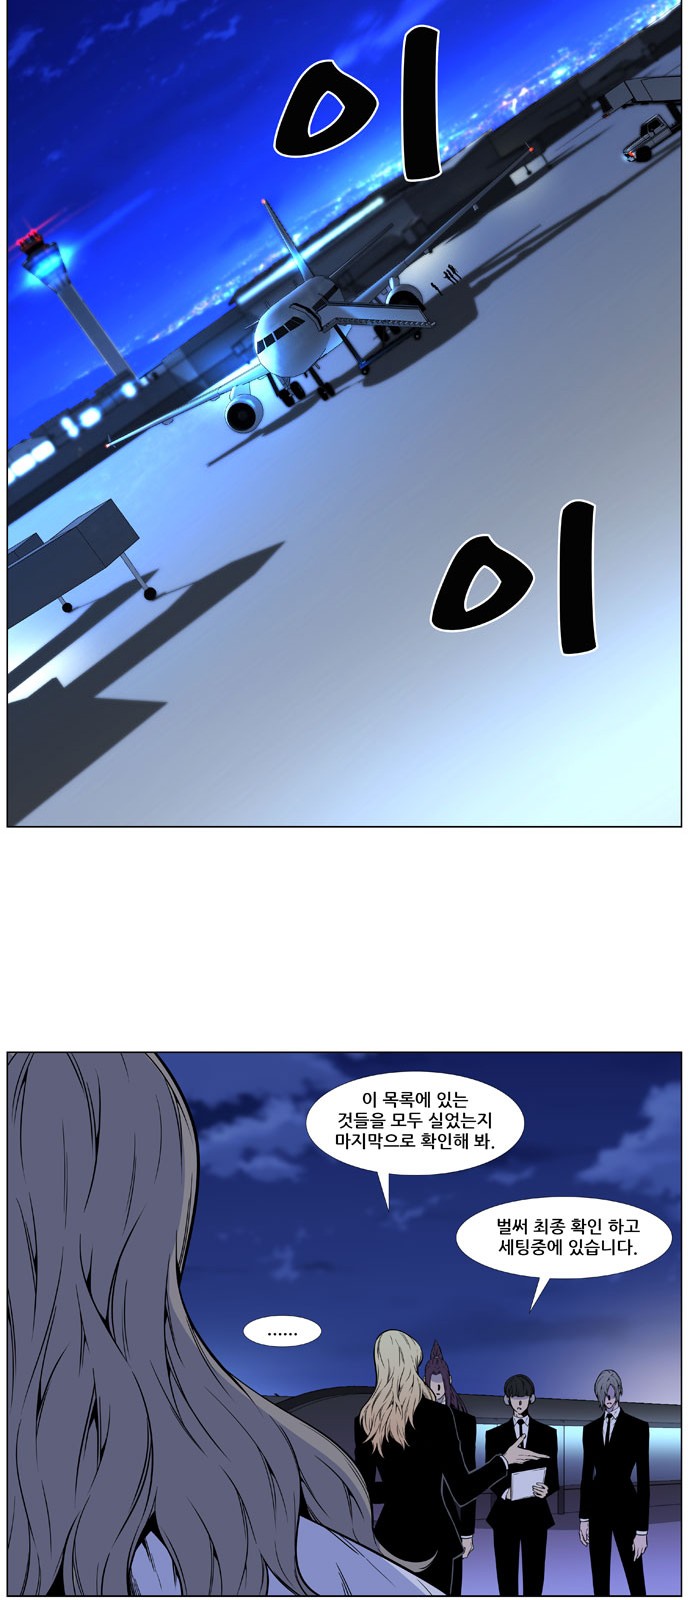 이
이
이 목록에 있는
것들을 모두 실었는지
마지막으로 확인해 봐.
벌써 최종 확인 하고
세팅중에 있습니다.
......